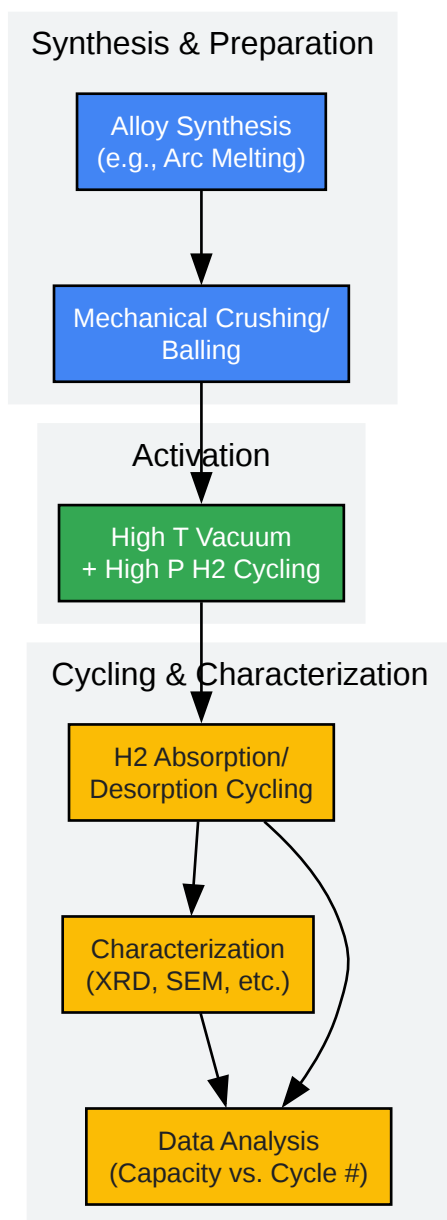 Synthesis & Preparation
Alloy Synthesis
(e.g., Arc Melting)
Mechanical Crushing/
Balling
Activation
High T Vacuum
+ High P H2 Cycling
Cycling & Characterization
H2 Absorption/
Desorption Cycling
Characterization
(XRD, SEM, etc.)
Data Analysis
(Capacity vs. Cycle #)